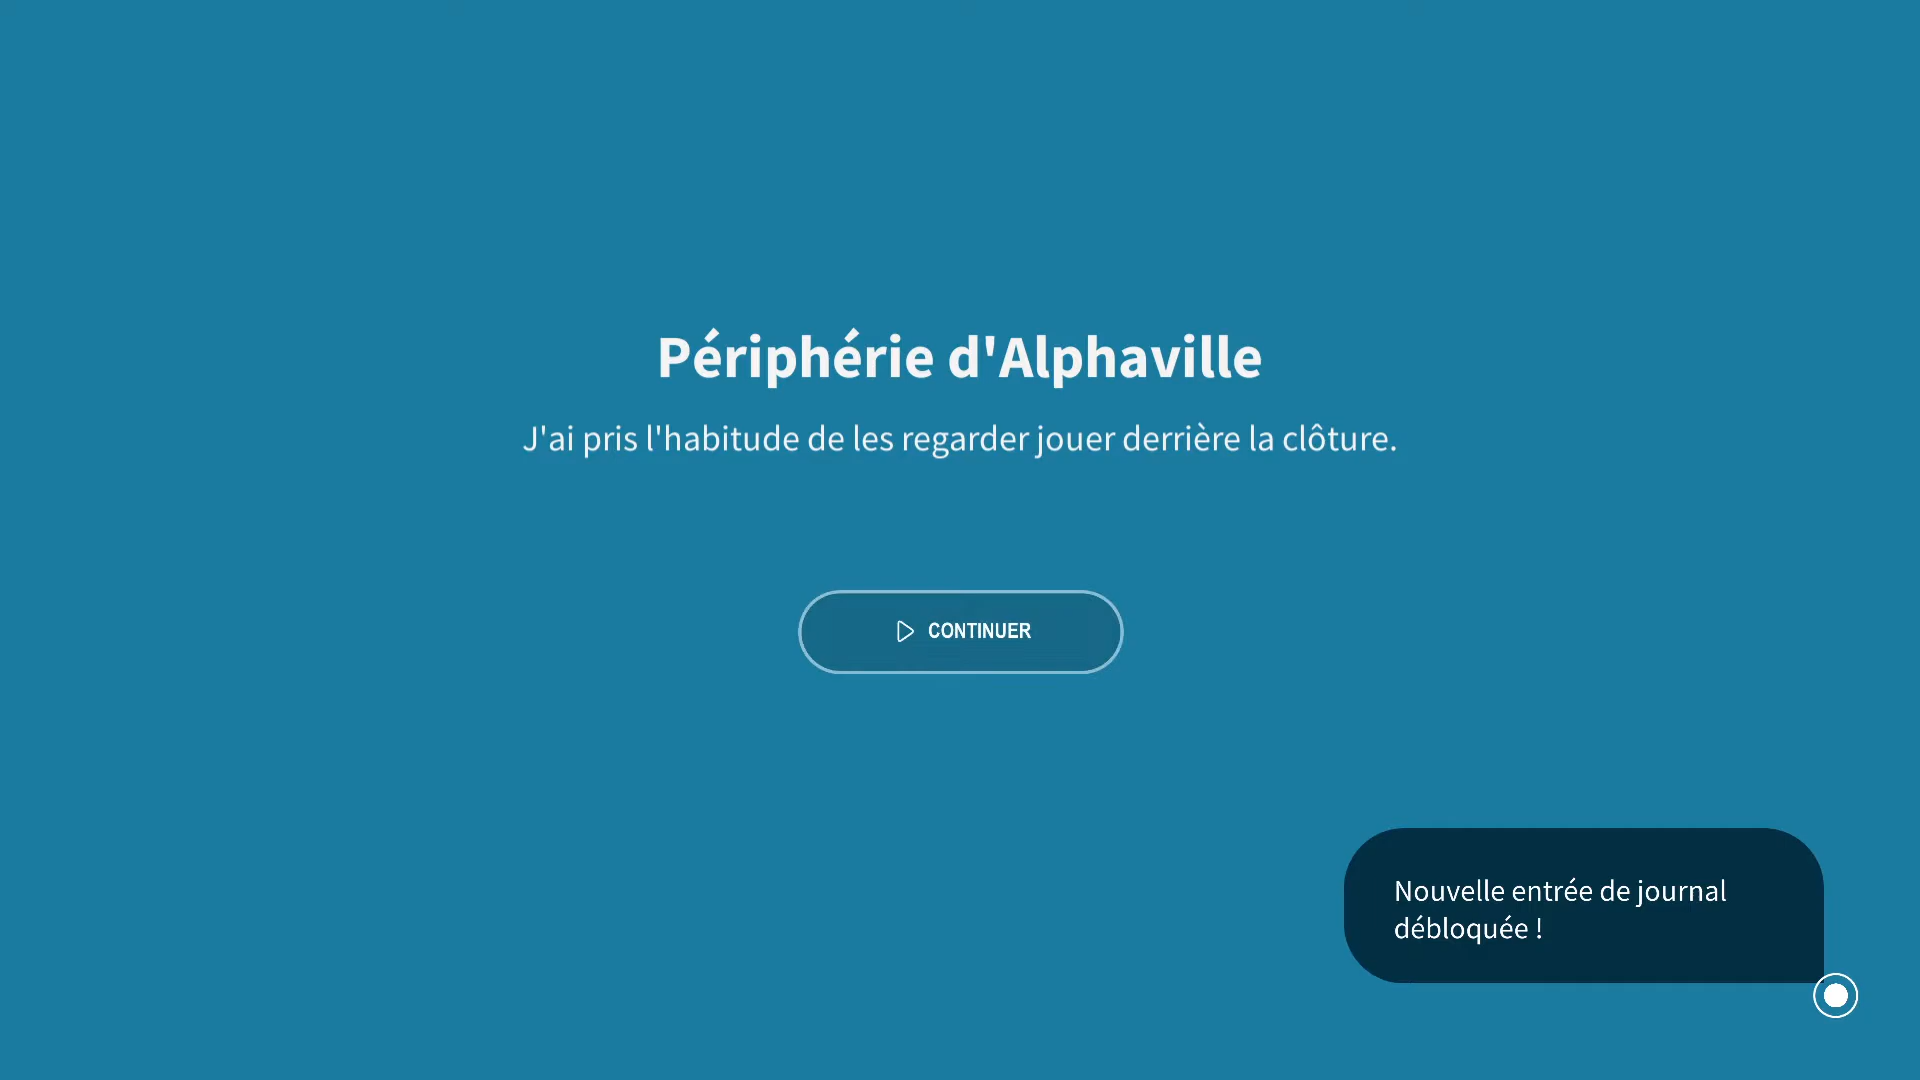 Périphérie d'Alphaville
J'ai pris l'habitude de les regarder jouer derrière la clôture.
CONTINUER
Nouvelle entrée de journal
débloquée !